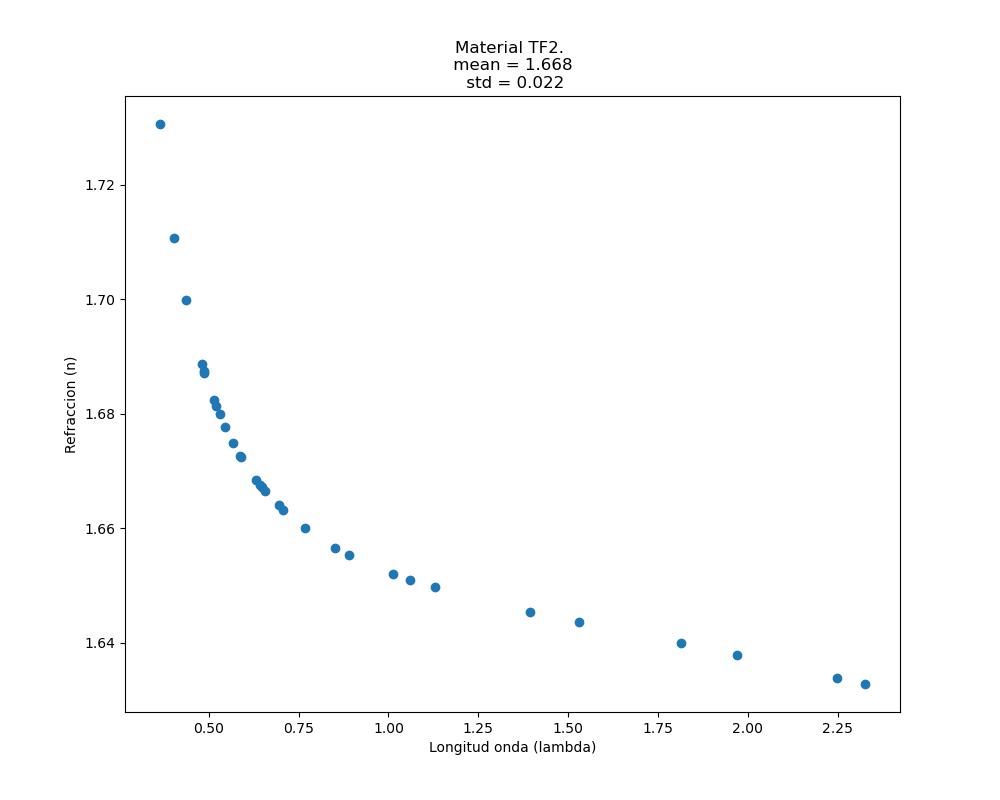 Material TF2.
mean = 1.668
std = 0.022
Refraccion (n)
1.72
1.70
1.68
1.66
1.64
0.50 0.75 1.00 1.25 1.50 1.75 2.00 2.25
Longitud onda (lambda)